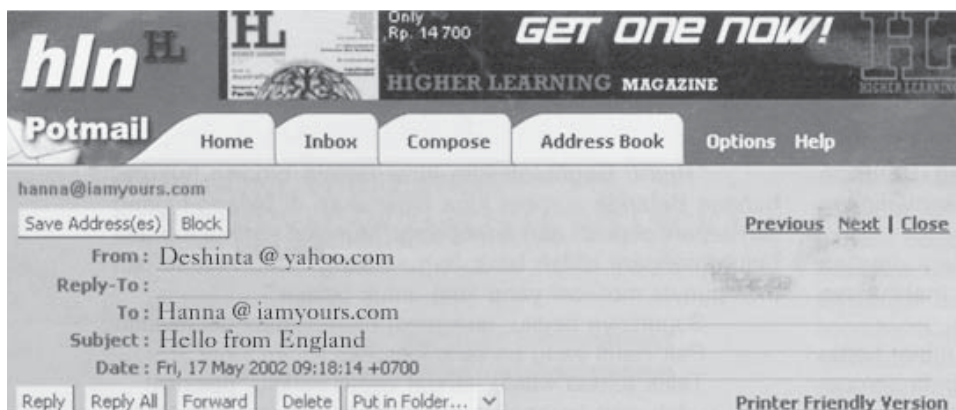 hln HL
HL
Only
Rp. 14 700
GET ONE NOW!
HIGHER LEARNING MAGAZINE
HIGHER LEARNING
Potmail
Home Inbox Compose Address Book Options Help
hanna@iamyours.com
Save Address(es) Block Previous Next | Close
From : Deshinta @ yahoo.com
Reply-To :
To : Hanna @ iamyours.com
Subject : Hello from England
Date : Fri, 17 May 2002 09:18:14 +0700
Reply Reply All Forward Delete Put in Folder... Printer Friendly Version